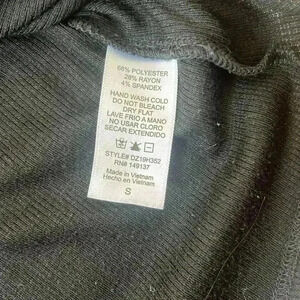 68% POLYESTER
28% RAYON
4% SPANDEX
HAND WASH COLD
DO NOT BLEACH
DRY FLAT
LAVE FRIO A MANO
NO USAR CLORO
SECAR EXTENDIDO
STYLE# DZ19H352
RN# 149137
Made in Vietnam
Hecho en Vietnam
S